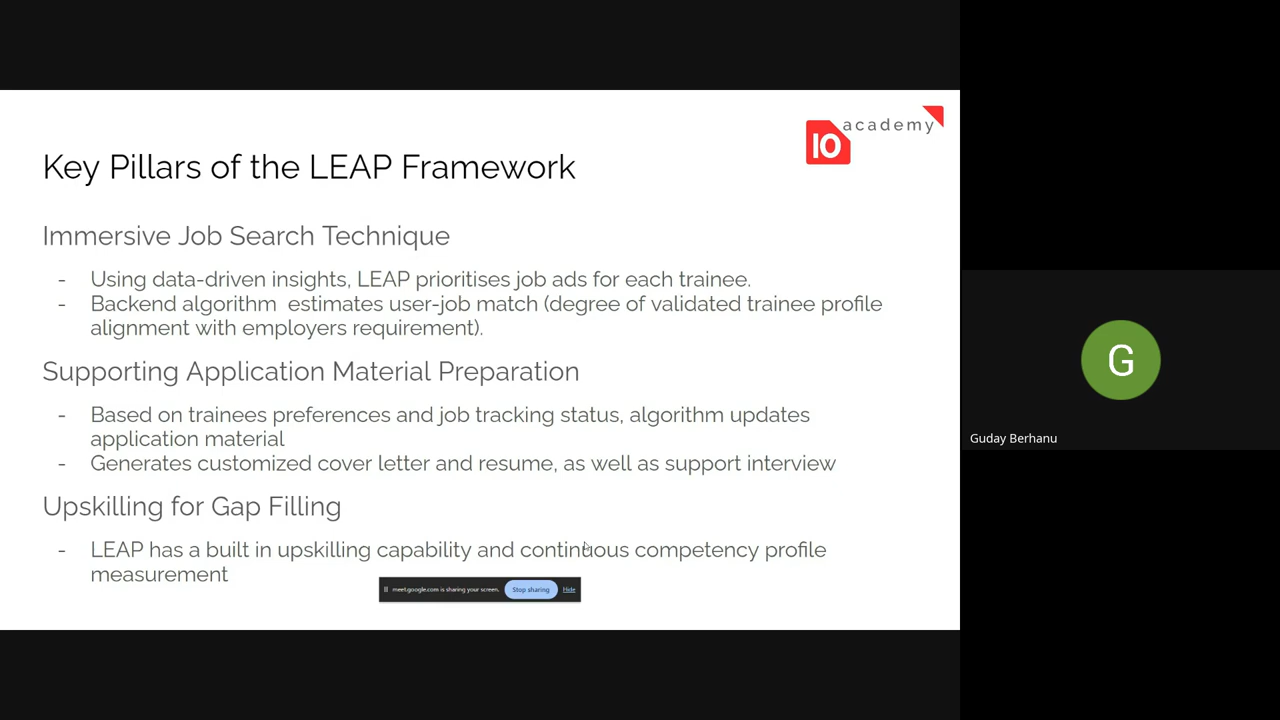 academy
10
Key Pillars of the LEAP Framework
Immersive Job Search Technique
- Using data-driven insights, LEAP prioritises job ads for each trainee.
- Backend algorithm  estimates user-job match (degree of validated trainee profile
alignment with employers requirement).
Supporting Application Material Preparation
- Based on trainees preferences and job tracking status, algorithm updates
application material
- Generates customized cover letter and resume, as well as support interview
Upskilling for Gap Filling
- LEAP has a built in upskilling capability and continuous competency profile
measurement
meet.google.com is sharing your screen. Stop sharing Hide
G
Guday Berhanu